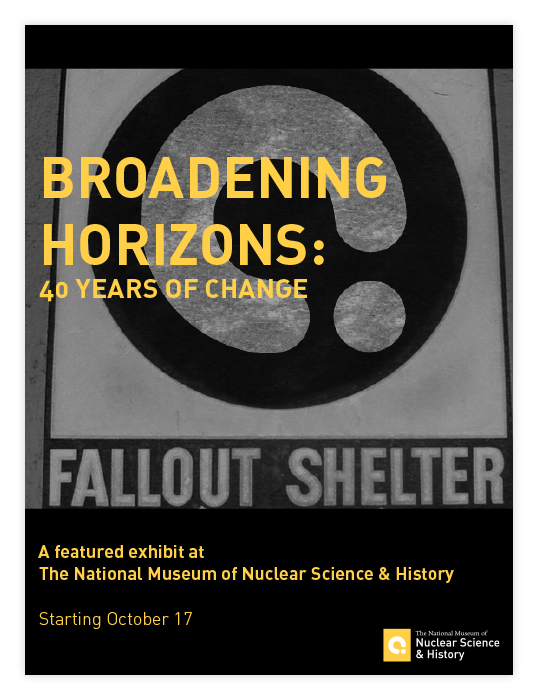 BROADENING
HORIZONS:
40 YEARS OF CHANGE
FALLOUT SHELTER
A featured exhibit at
The National Museum of Nuclear Science & History
Starting October 17
The National Museum of
Nuclear Science
& History